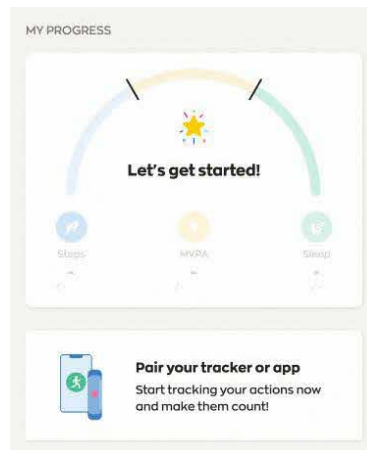 MY PROGRESS
Let's get started!
Steps
MVPA
Sleep
Pair your tracker or app
Start tracking your actions now
and make them count!